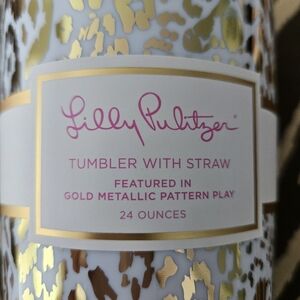 Lilly Pulitzer®
TUMBLER WITH STRAW
FEATURED IN
GOLD METALLIC PATTERN PLAY
24 OUNCES